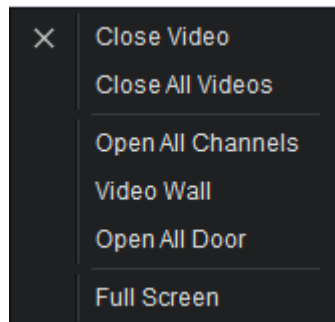 Close Video
Close All Videos
Open All Channels
Video Wall
Open All Door
Full Screen